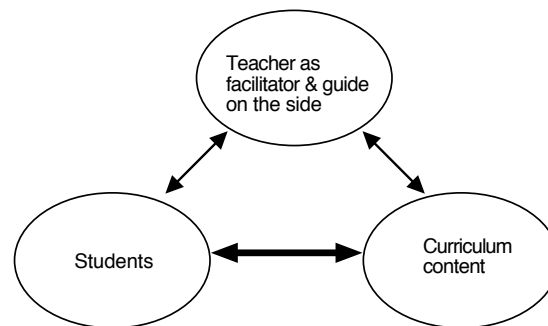 Teacher as
facilitator & guide
on the side
Students
Curriculum
content